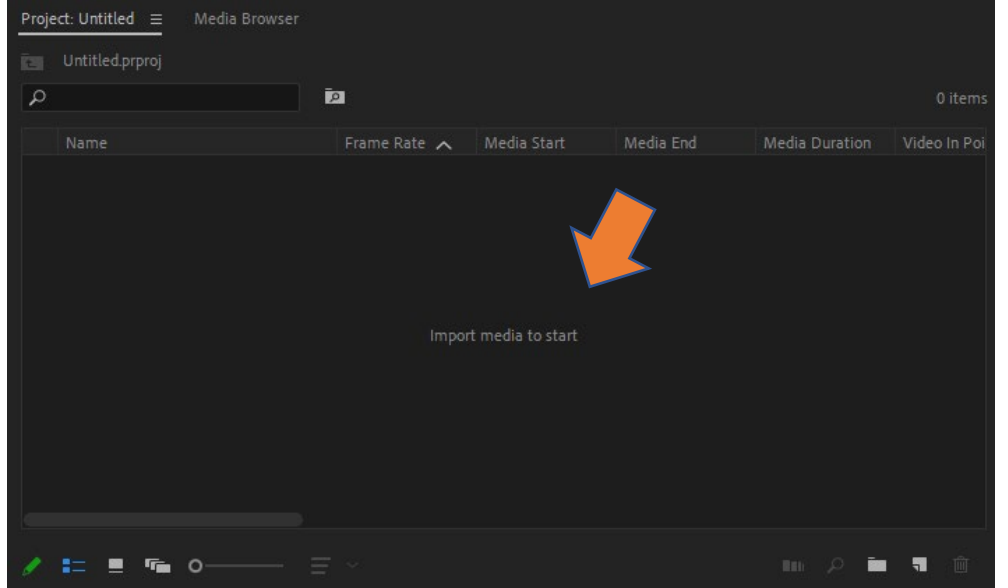 Project: Untitled Media Browser
Untitled.prproj
0 items
Name Frame Rate Media Start Media End Media Duration Video In Poi
Import media to start